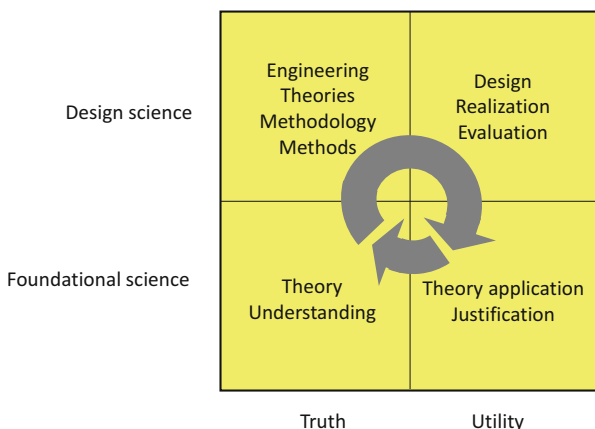 Engineering
Theories
Methodology
Methods
Design
Realization
Evaluation
Design science
Foundational science
Theory
Understanding
Theory application
Justification
Truth
Utility